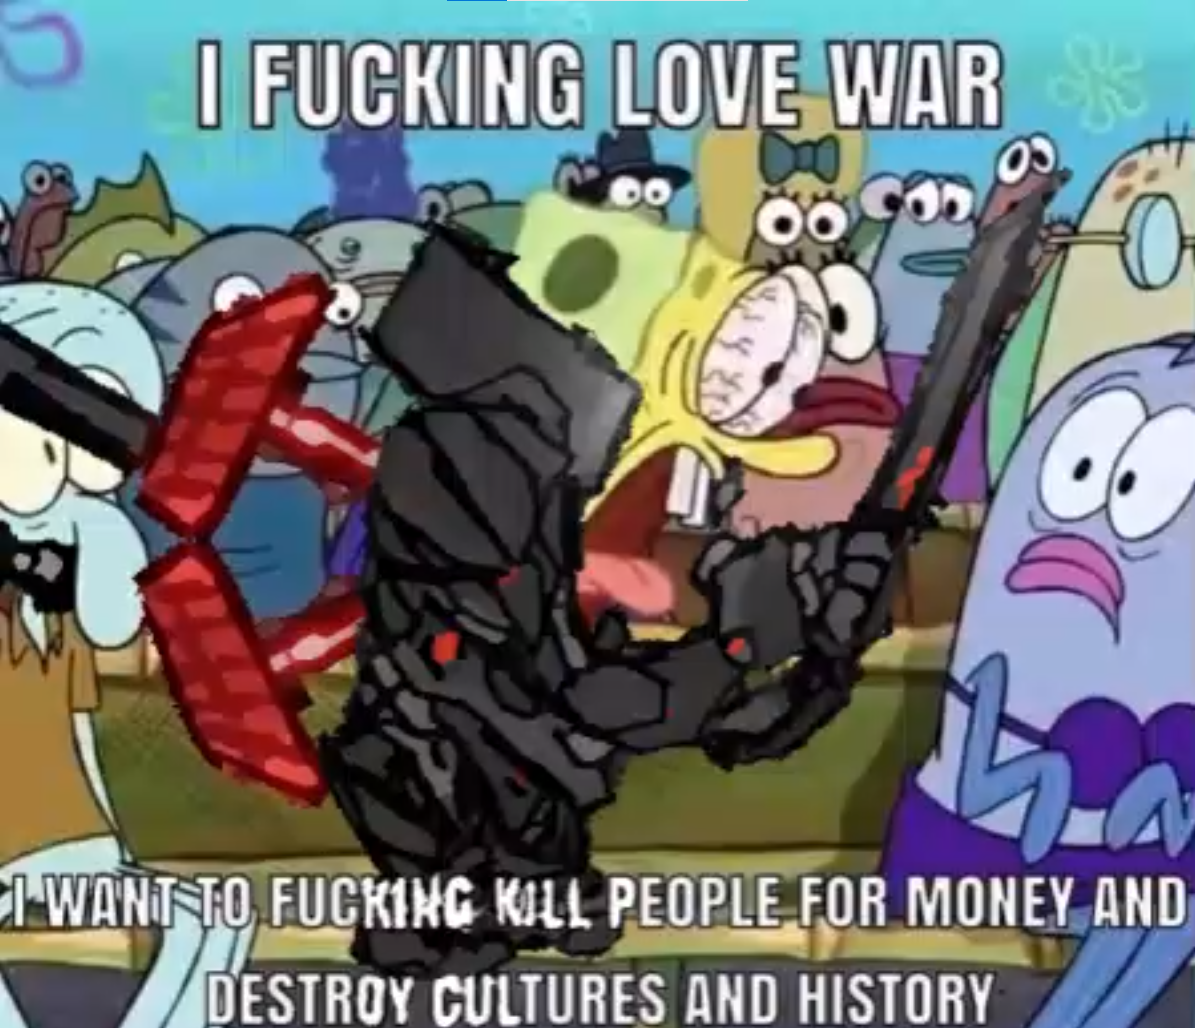 I FUCKING LOVE WAR
I WANT TO FUCKING KILL PEOPLE FOR MONEY AND
DESTROY CULTURES AND HISTORY